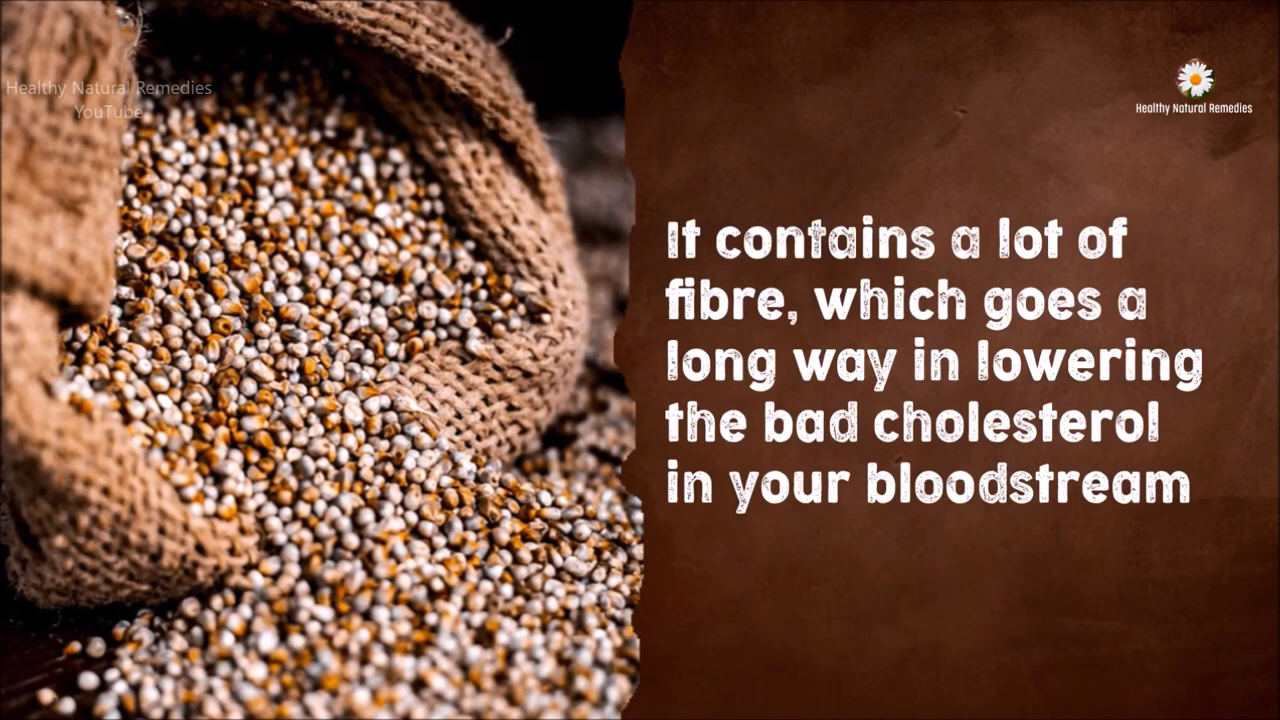 Healthy Natural Remedies
YouTube
Healthy Natural Remedies
It contains a lot of
fibre, which goes a
long way in lowering
the bad cholesterol
in your bloodstream